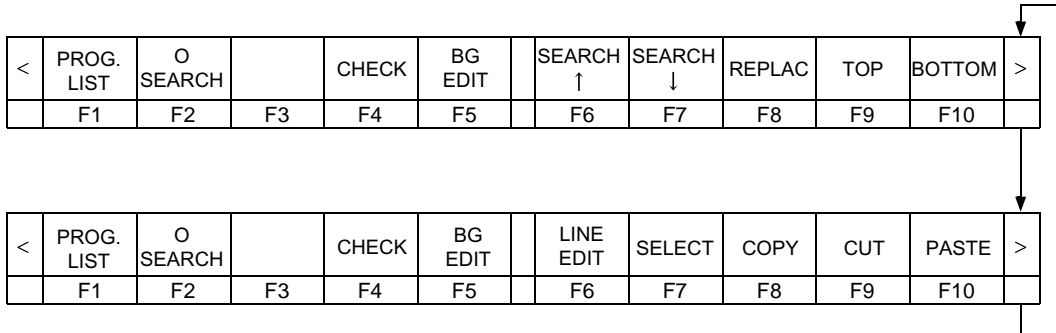 < PROG. LIST O SEARCH CHECK BG EDIT SEARCH ↑ SEARCH ↓ REPLAC TOP BOTTOM >
F1 F2 F3 F4 F5 F6 F7 F8 F9 F10
< PROG. LIST O SEARCH CHECK BG EDIT LINE EDIT SELECT COPY CUT PASTE >
F1 F2 F3 F4 F5 F6 F7 F8 F9 F10